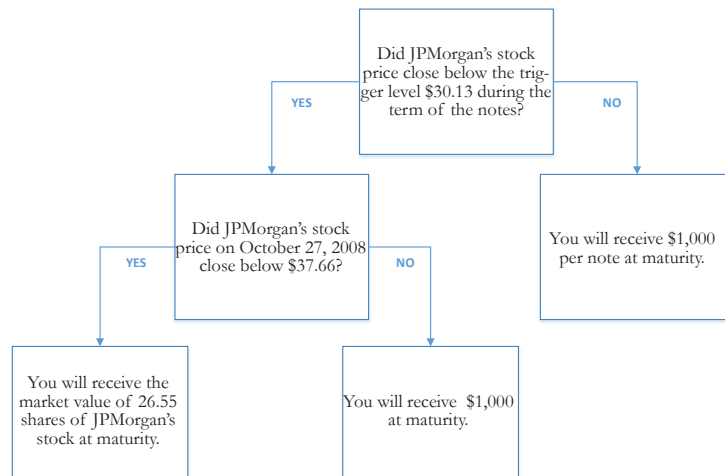 Did JPMorgan's stock
price close below the trig-
ger level $30.13 during the
term of the notes?
YES
NO
Did JPMorgan's stock
price on October 27, 2008
close below $37.66?
You will receive $1,000
per note at maturity.
YES
NO
You will receive the
market value of 26.55
shares of JPMorgan's
stock at maturity.
You will receive $1,000
at maturity.